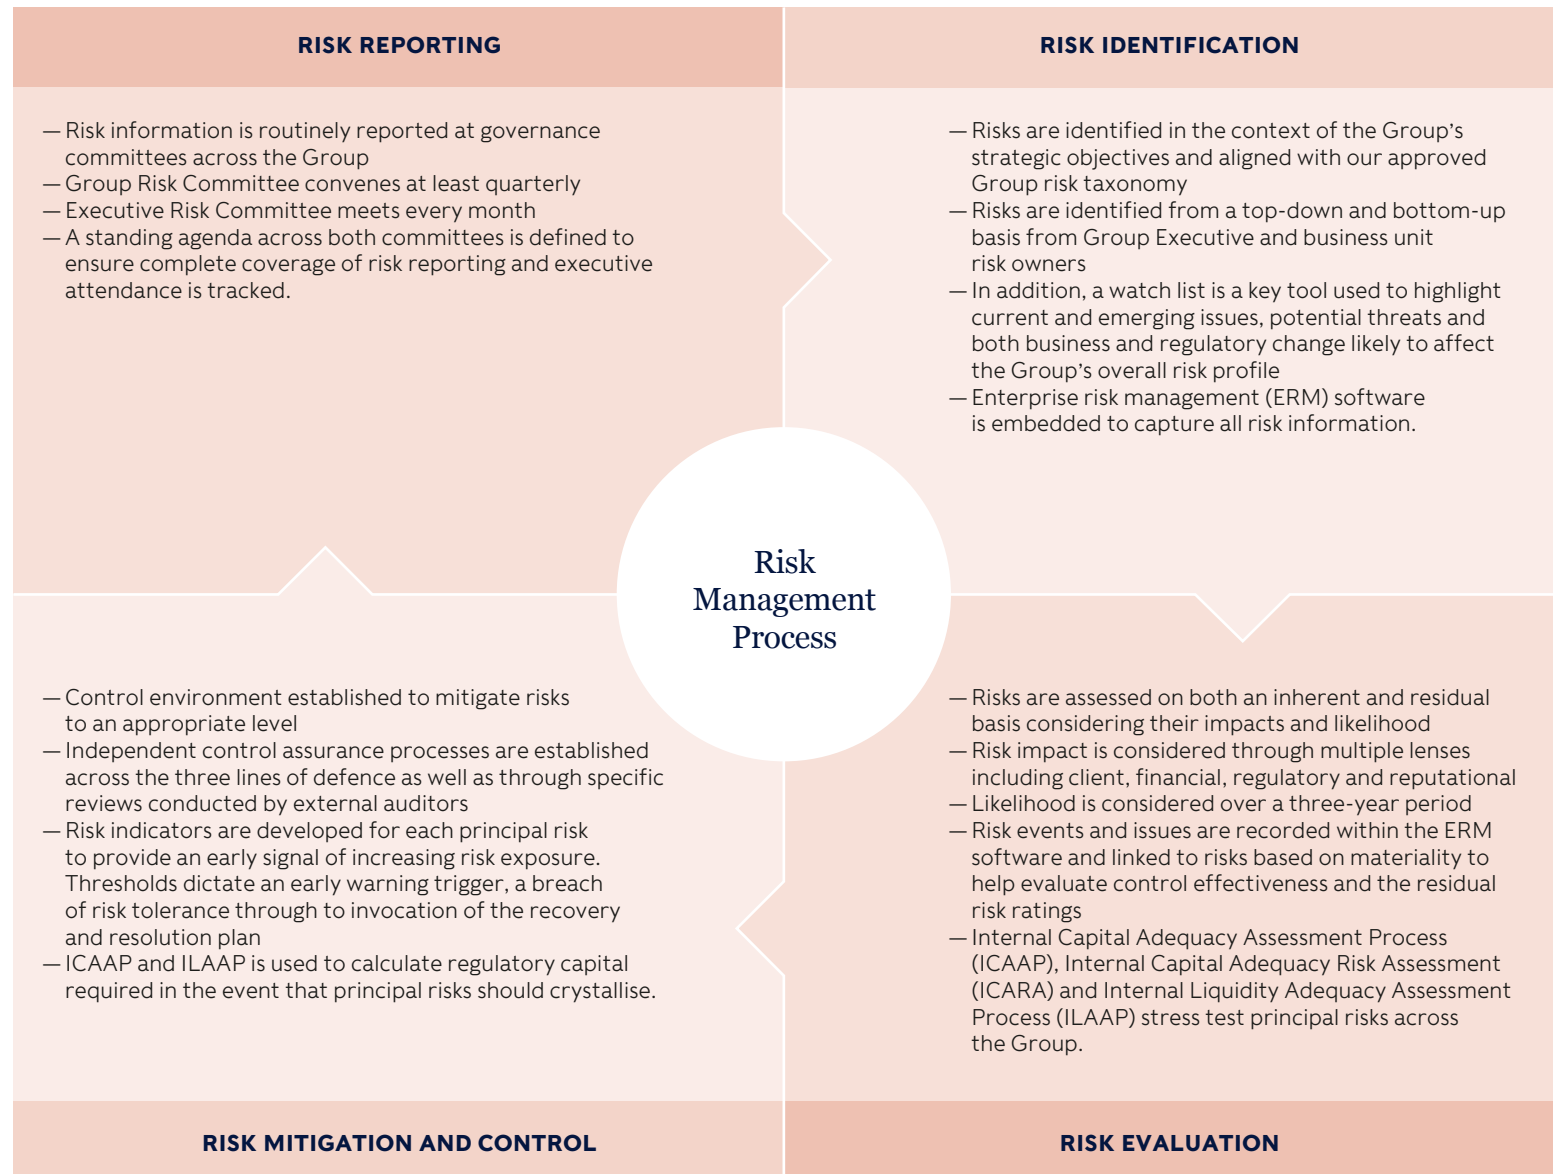 RISK REPORTING
— Risk information is routinely reported at governance
committees across the Group
— Group Risk Committee convenes at least quarterly
— Executive Risk Committee meets every month
— A standing agenda across both committees is defined to
ensure complete coverage of risk reporting and executive
attendance is tracked.
RISK IDENTIFICATION
— Risks are identified in the context of the Group’s
strategic objectives and aligned with our approved
Group risk taxonomy
— Risks are identified from a top-down and bottom-up
basis from Group Executive and business unit
risk owners
— In addition, a watch list is a key tool used to highlight
current and emerging issues, potential threats and
both business and regulatory change likely to affect
the Group’s overall risk profile
— Enterprise risk management (ERM) software
is embedded to capture all risk information.
Risk
Management
Process
— Control environment established to mitigate risks
to an appropriate level
— Independent control assurance processes are established
across the three lines of defence as well as through specific
reviews conducted by external auditors
— Risk indicators are developed for each principal risk
to provide an early signal of increasing risk exposure.
Thresholds dictate an early warning trigger, a breach
of risk tolerance through to invocation of the recovery
and resolution plan
— ICAAP and ILAAP is used to calculate regulatory capital
required in the event that principal risks should crystallise.
RISK MITIGATION AND CONTROL
— Risks are assessed on both an inherent and residual
basis considering their impacts and likelihood
— Risk impact is considered through multiple lenses
including client, financial, regulatory and reputational
— Likelihood is considered over a three-year period
— Risk events and issues are recorded within the ERM
software and linked to risks based on materiality to
help evaluate control effectiveness and the residual
risk ratings
— Internal Capital Adequacy Assessment Process
(ICAAP), Internal Capital Adequacy Risk Assessment
(ICARA) and Internal Liquidity Adequacy Assessment
Process (ILAAP) stress test principal risks across
the Group.
RISK EVALUATION